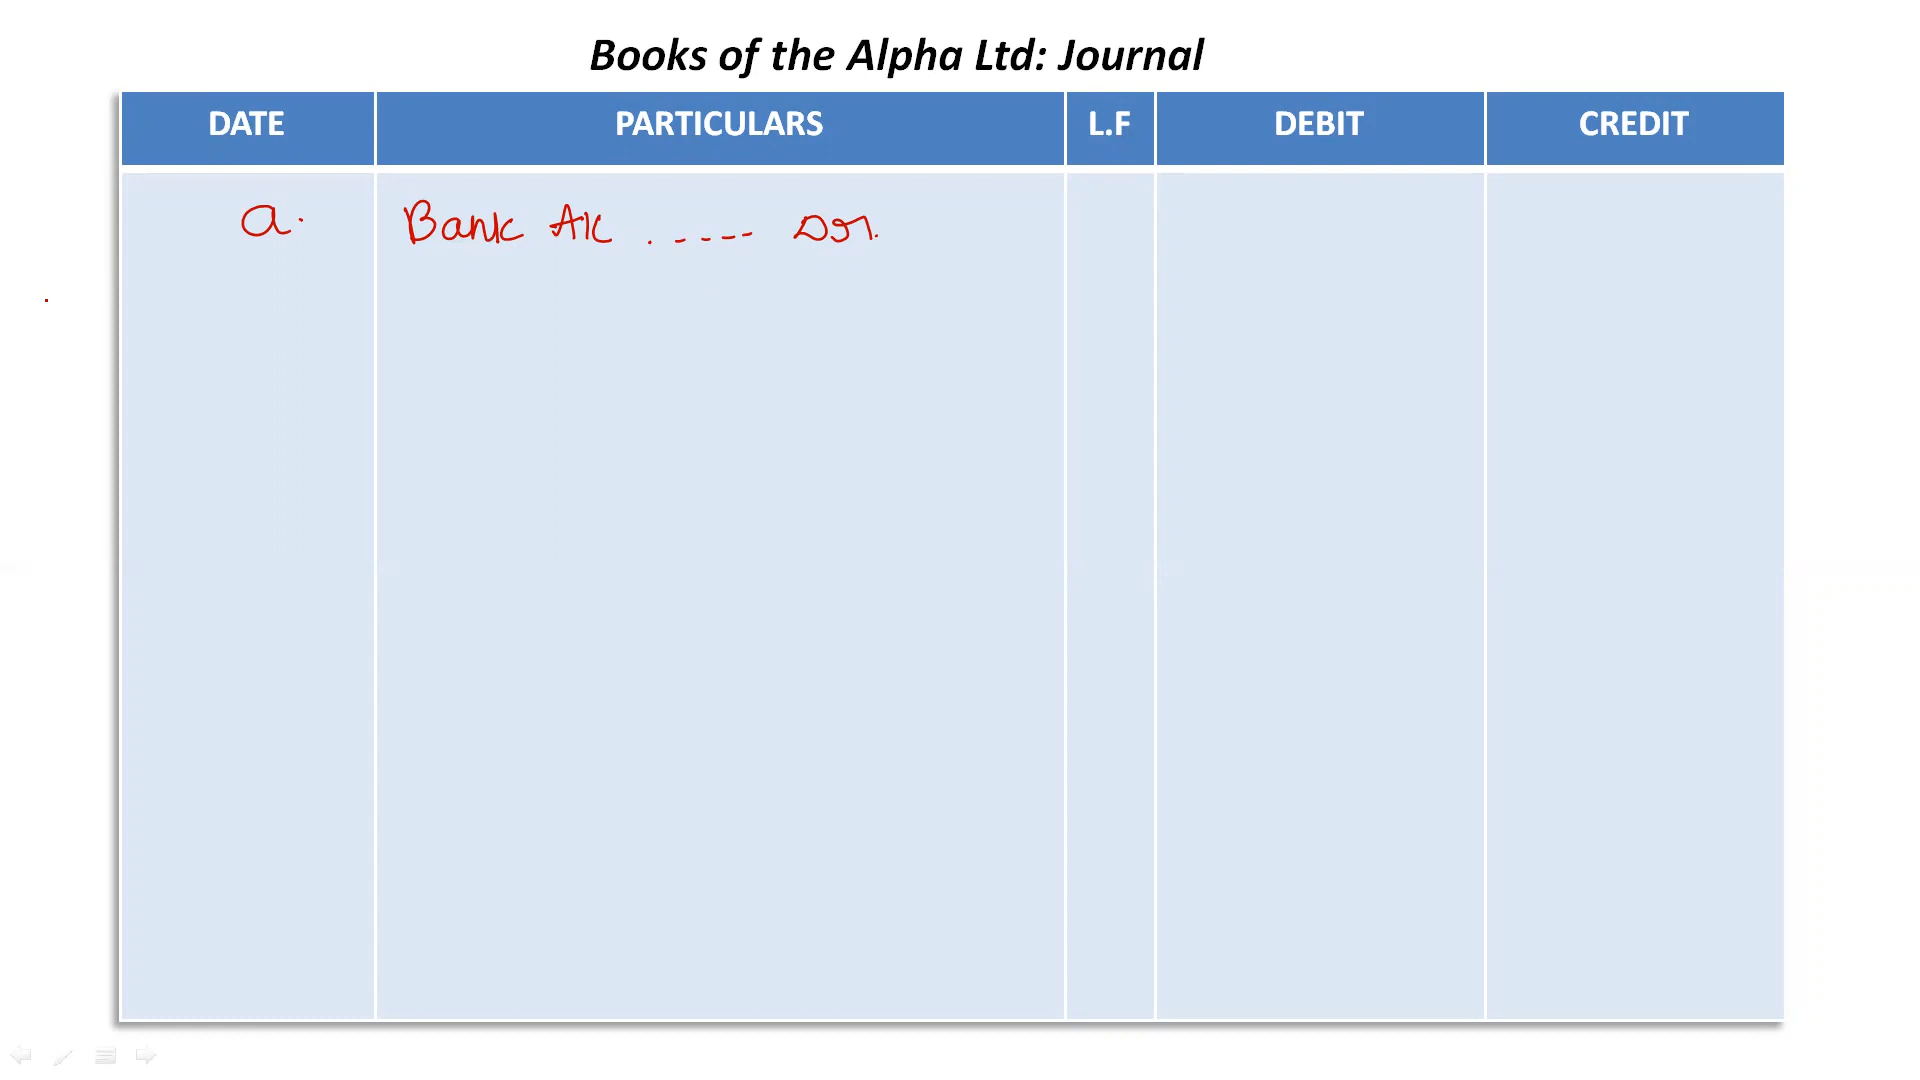 Books of the Alpha Ltd: Journal
DATE PARTICULARS L.F DEBIT CREDIT
a. Bank A/c . - - - - Dr.